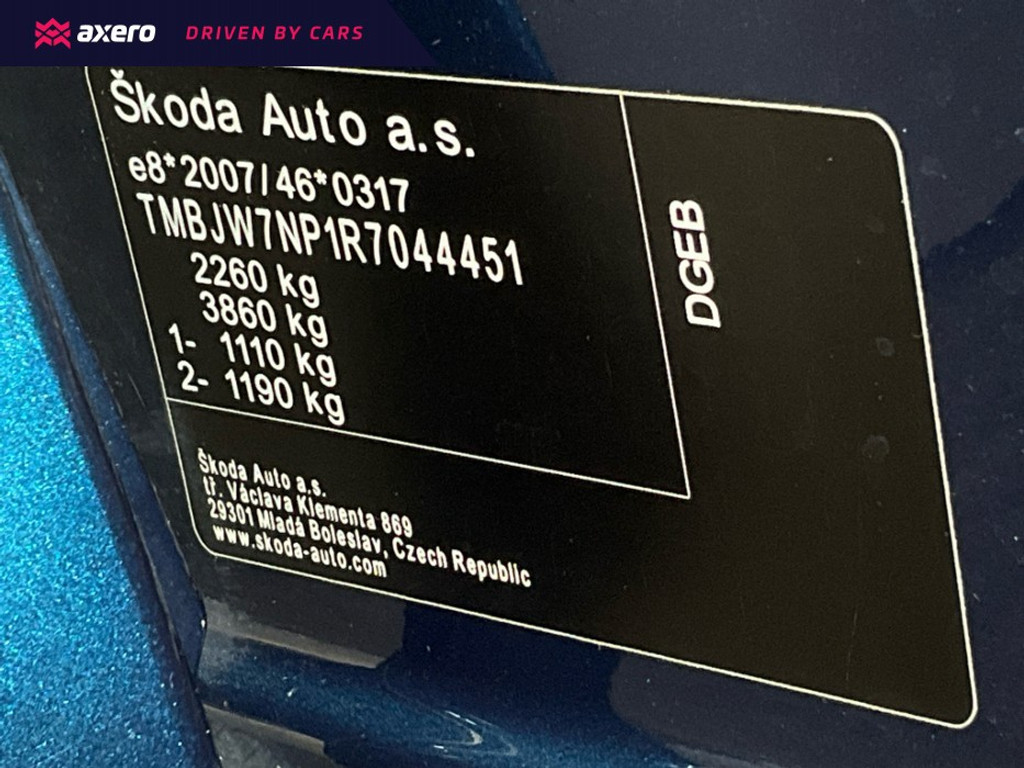 axero DRIVEN BY CARS
Škoda Auto a.s.
e8*2007/46*0317
TMBJW7NP1R7044451
2260 kg
3860 kg
1- 1110 kg
2- 1190 kg
DGEB
Škoda Auto a.s.
tř. Václava Klementa 869
29301 Mladá Boleslav, Czech Republic
www.skoda-auto.com